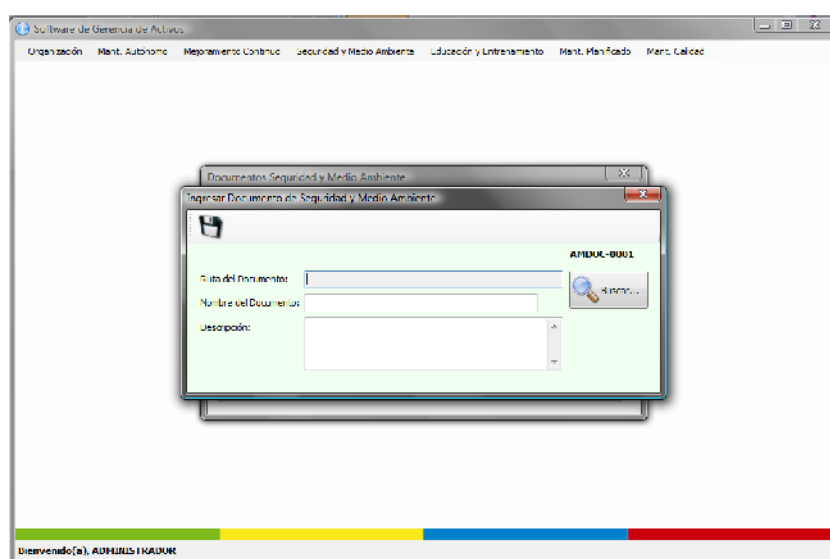 Software de Gerencia de Activos
Organización Mant. Autónomo Mejoramiento Continuo Seguridad y Medio Ambiente Educación y Entrenamiento Mant. Planificado Mant. Calidad
Documentos Seguridad y Medio Ambiente
Ingresar Documento de Seguridad y Medio Ambiente
AMDOC-0001
Ruta del Documento:
Buscar...
Nombre del Documento:
Descripción:
Bienvenido(a), ADMINISTRADOR